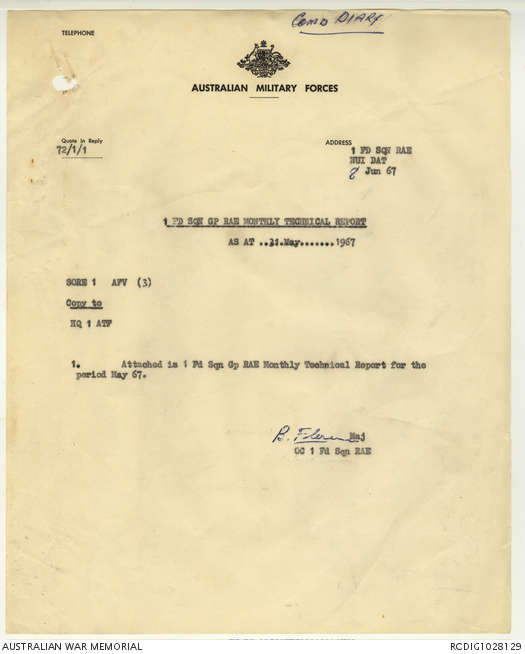 Comd DIARY
TELEPHONE
AUSTRALIAN MILITARY FORCES
Quote in Reply
72/1/1
ADDRESS
1 FD SQN RAE
NUI DAT
8 Jun 67
1 FD SQN GP RAE MONTHLY TECHNICAL REPORT
AS AT ..31.May....... 1967
SORE 1 AFV (3)
Copy to
HQ 1 ATF
1. Attached is 1 Fd Sqn Gp RAE Monthly Technical Report for the
period May 67.
B. Maj
OC 1 Fd Sqn RAE
AUSTRALIAN WAR MEMORIAL
RCDIG1028129